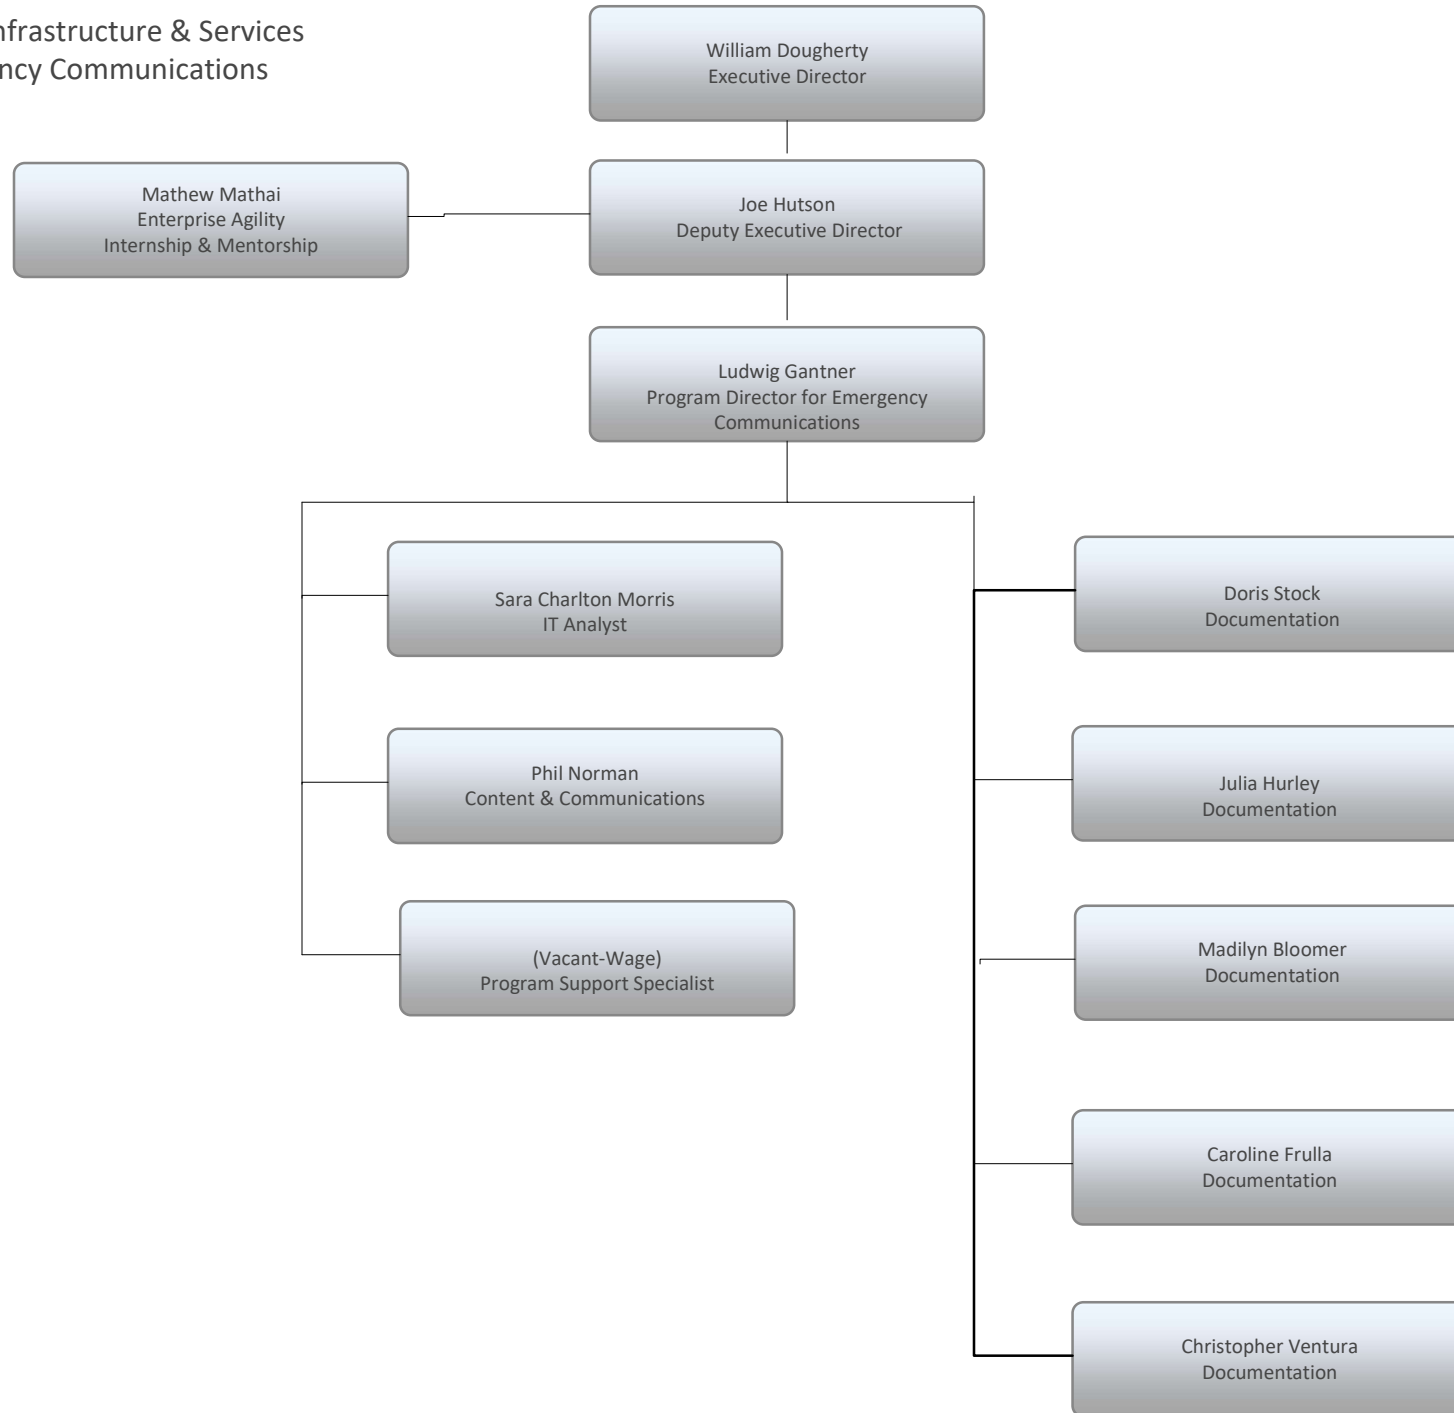 nfrastructure & Services
ncy Communications
William Dougherty
Executive Director
Mathew Mathai
Enterprise Agility
Internship & Mentorship
Joe Hutson
Deputy Executive Director
Ludwig Gantner
Program Director for Emergency
Communications
Sara Charlton Morris
IT Analyst
Phil Norman
Content & Communications
(Vacant-Wage)
Program Support Specialist
Doris Stock
Documentation
Julia Hurley
Documentation
Madilyn Bloomer
Documentation
Caroline Frulla
Documentation
Christopher Ventura
Documentation